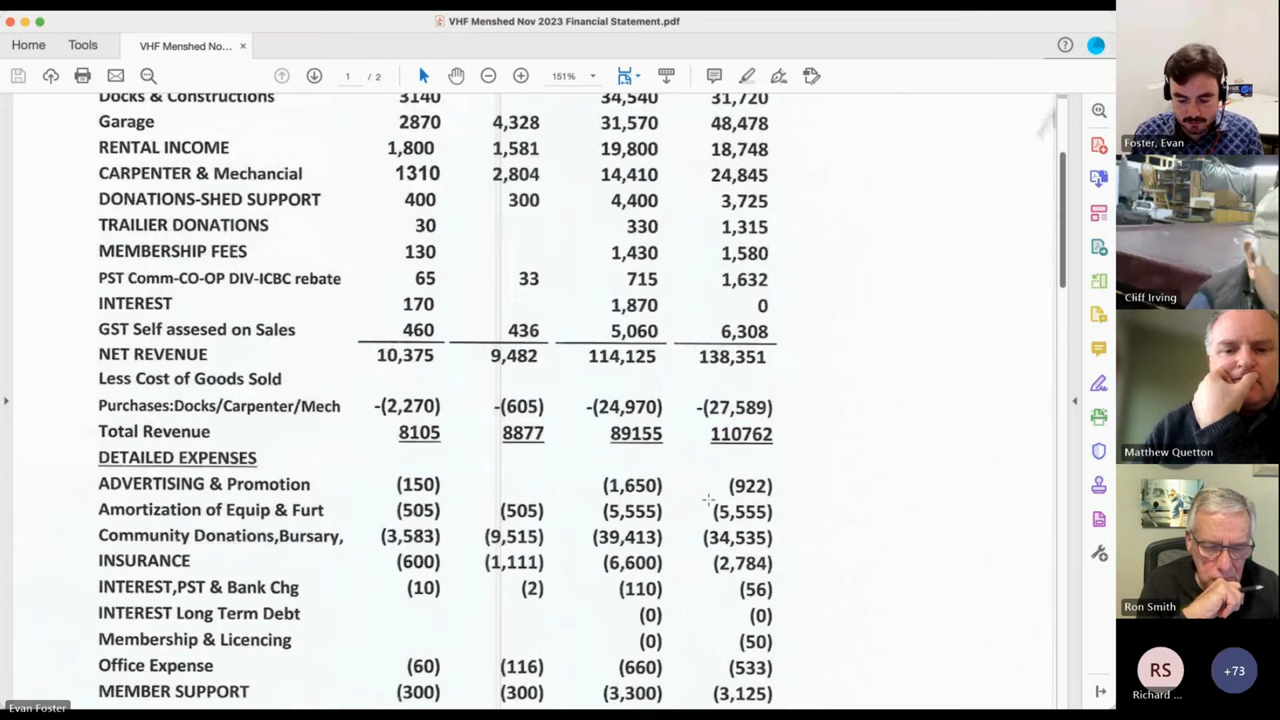 VHF Menshed Nov 2023 Financial Statement.pdf
Home Tools VHF Menshed No... ×
1 / 2 151%
Docks & Constructions 3140 34,540 31,720
Garage 2870 4,328 31,570 48,478
RENTAL INCOME 1,800 1,581 19,800 18,748
CARPENTER & Mechancial 1310 2,804 14,410 24,845
DONATIONS-SHED SUPPORT 400 300 4,400 3,725
TRAILIER DONATIONS 30 330 1,315
MEMBERSHIP FEES 130 1,430 1,580
PST Comm-CO-OP DIV-ICBC rebate 65 33 715 1,632
INTEREST 170 1,870 0
GST Self assesed on Sales 460 436 5,060 6,308
NET REVENUE 10,375 9,482 114,125 138,351
Less Cost of Goods Sold
Purchases:Docks/Carpenter/Mech -(2,270) -(605) -(24,970) -(27,589)
Total Revenue 8105 8877 89155 110762
DETAILED EXPENSES
ADVERTISING & Promotion (150) (1,650) (922)
Amortization of Equip & Furt (505) (505) (5,555) (5,555)
Community Donations,Bursary, (3,583) (9,515) (39,413) (34,535)
INSURANCE (600) (1,111) (6,600) (2,784)
INTEREST,PST & Bank Chg (10) (2) (110) (56)
INTEREST Long Term Debt (0) (0)
Membership & Licencing (0) (50)
Office Expense (60) (116) (660) (533)
MEMBER SUPPORT (300) (300) (3,300) (3,125)
Evan Foster
Foster, Evan
Cliff Irving
Matthew Quetton
Ron Smith
RS
Richard ...
+73